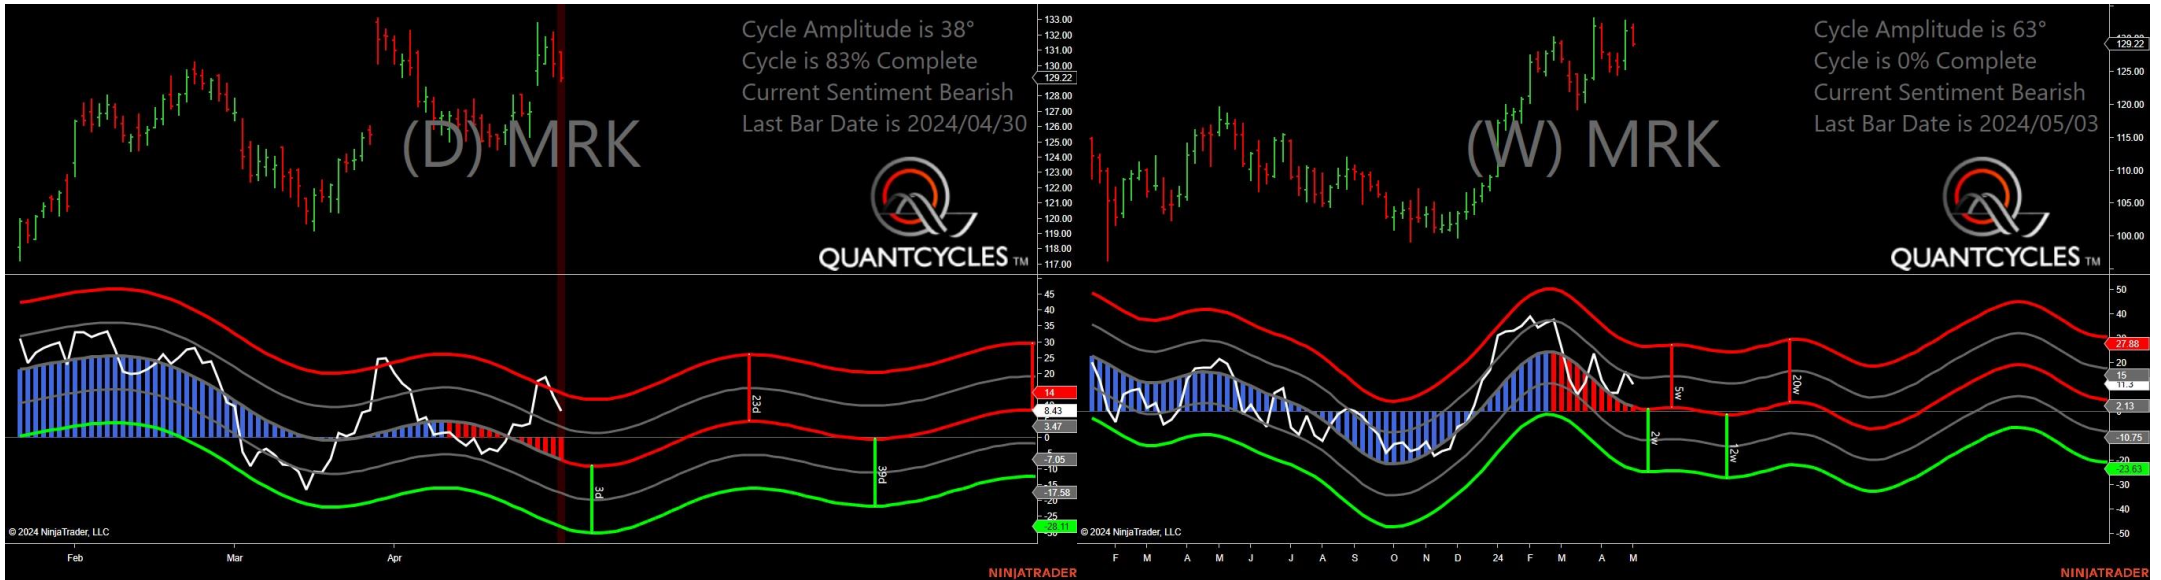 Cycle Amplitude is 38°
Cycle is 83% Complete
Current Sentiment Bearish
Last Bar Date is 2024/04/30
(D) MRK
QUANTCYCLES TM
133.00
132.00
131.00
130.00
129.22
128.00
127.00
126.00
125.00
124.00
123.00
122.00
121.00
120.00
119.00
118.00
117.00
45
40
35
30
25
20
14
8.43
3.47
0
-7.05
-10
-17.58
-20
-25
-28.11
23d
3d
39d
© 2024 NinjaTrader, LLC
Feb Mar Apr
NINJATRADER
Cycle Amplitude is 63°
Cycle is 0% Complete
Current Sentiment Bearish
Last Bar Date is 2024/05/03
(W) MRK
QUANTCYCLES TM
129.22
125.00
120.00
115.00
110.00
105.00
100.00
50
40
27.88
20
15
11.3
2.13
-10.75
-23.63
-30
-40
-50
5w
20w
2w
12w
© 2024 NinjaTrader, LLC
F M A M J J A S O N D 24 F M A M
NINJATRADER